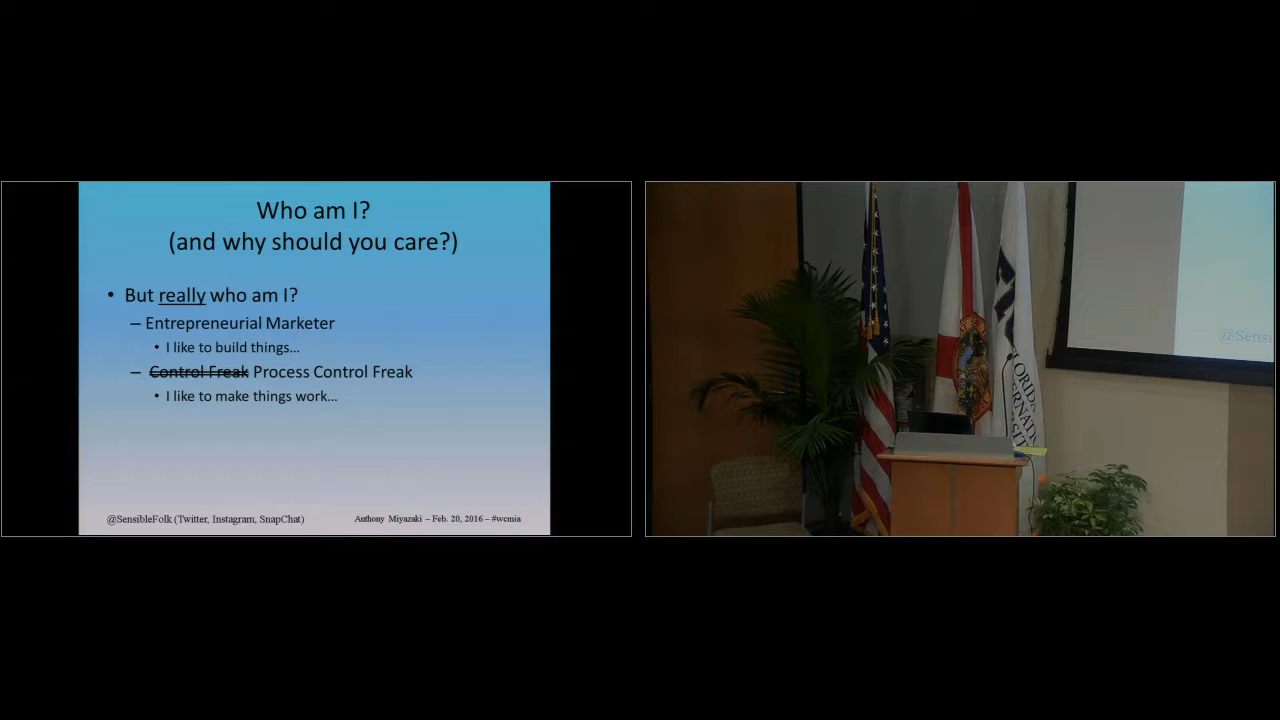 Who am I?
(and why should you care?)
• But really who am I?
– Entrepreneurial Marketer
• I like to build things…
– Control Freak Process Control Freak
• I like to make things work…
@SensibleFolk (Twitter, Instagram, SnapChat)
Anthony Miyazaki – Feb. 20, 2016 – #wcmia
@Sensi